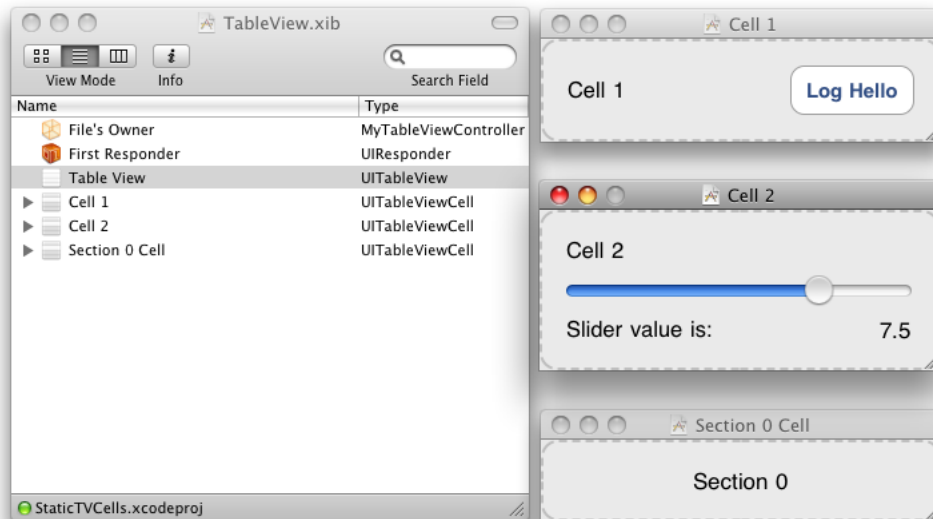 TableView.xib
View Mode
Info
Search Field
Name Type
File's Owner MyTableViewController
First Responder UIResponder
Table View UITableView
Cell 1 UITableViewCell
Cell 2 UITableViewCell
Section 0 Cell UITableViewCell
StaticTVCells.xcodeproj
Cell 1
Cell 1 Log Hello
Cell 2
Cell 2
Slider value is: 7.5
Section 0 Cell
Section 0